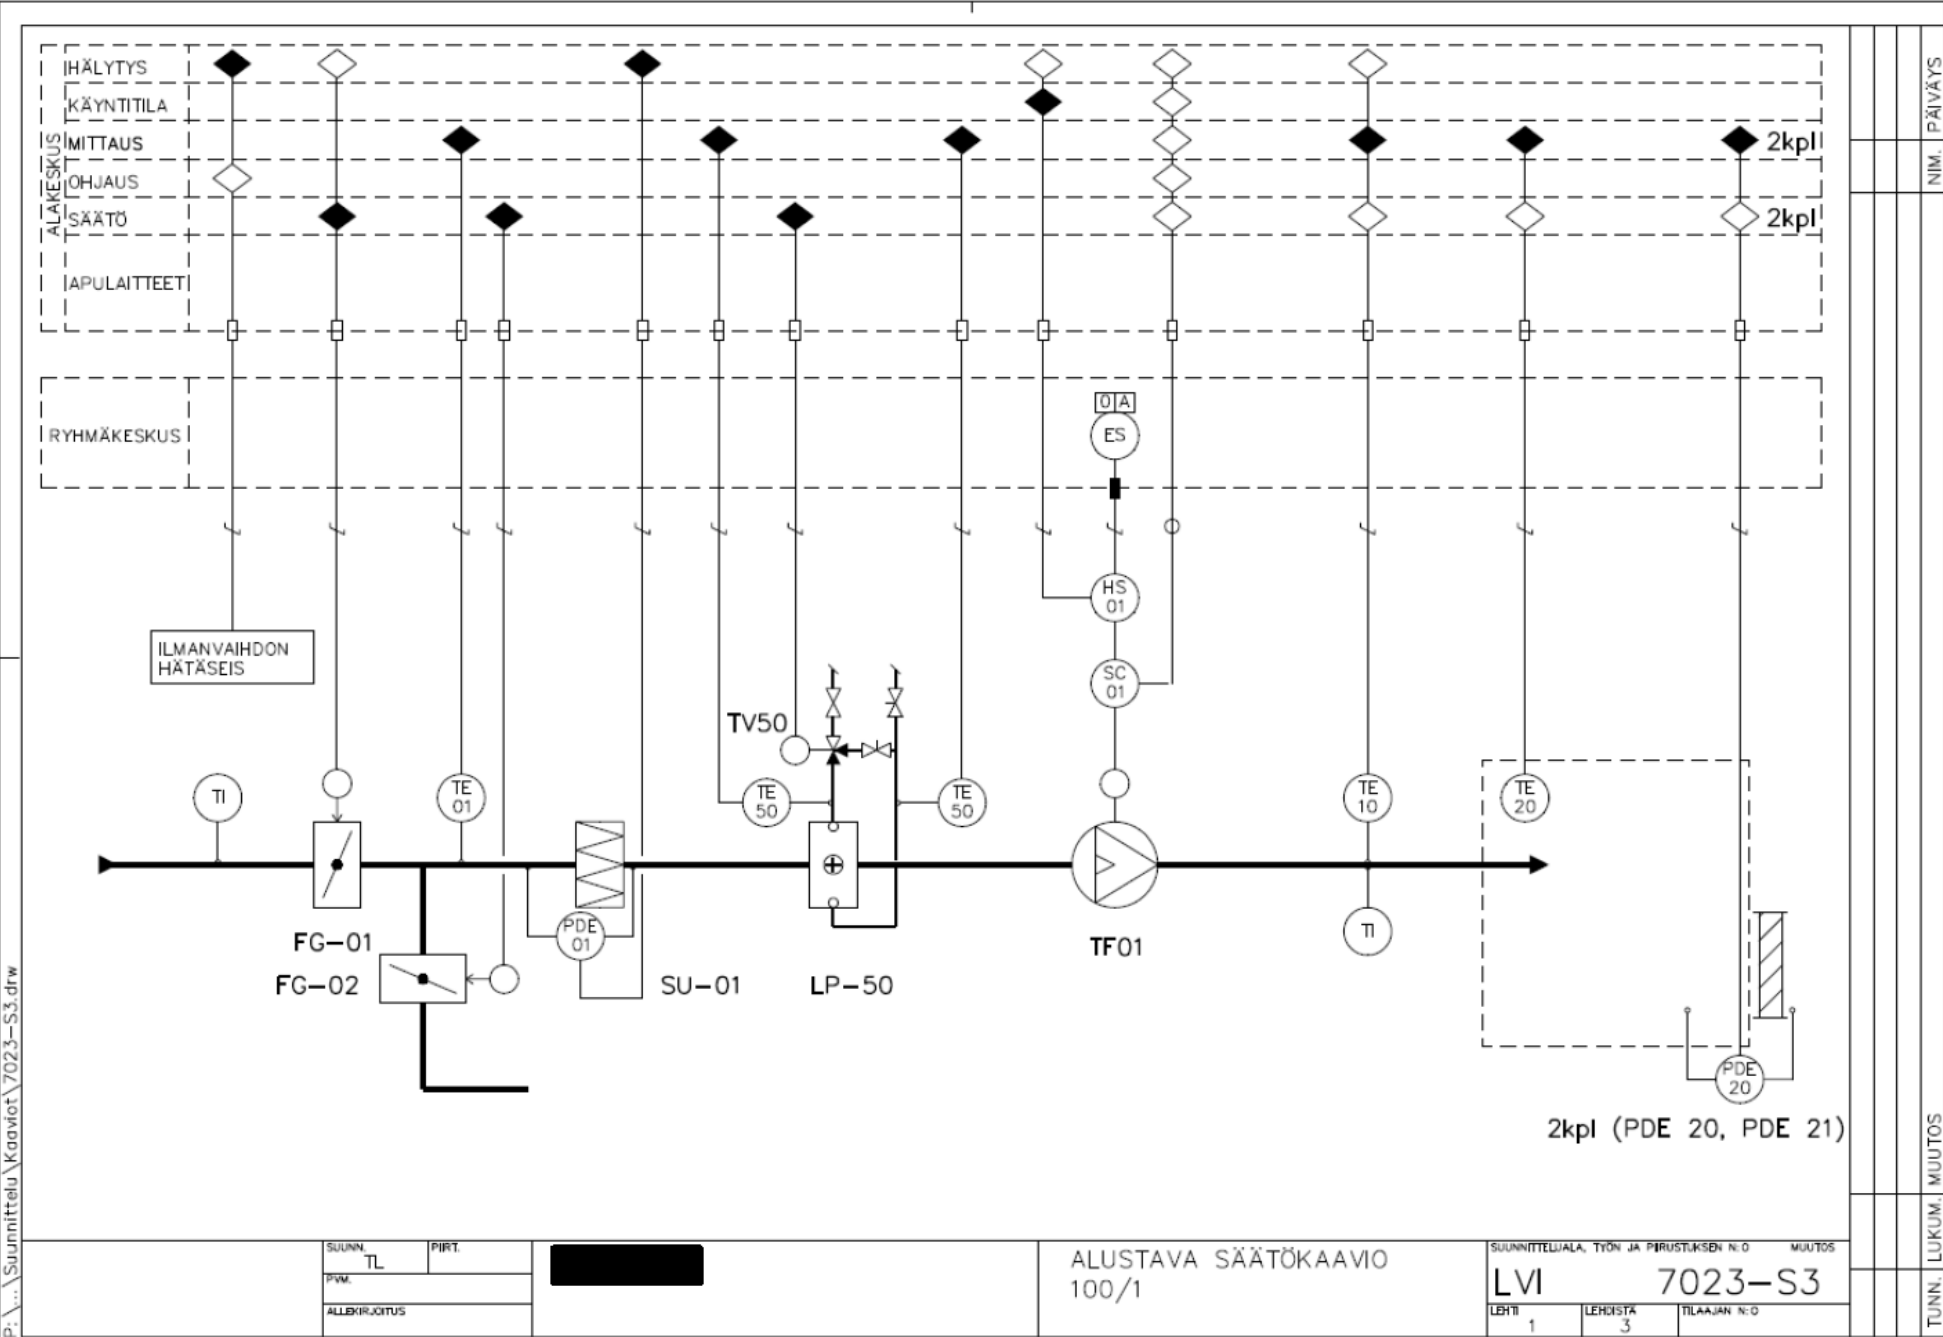 HÄLYTYS
KÄYNTITILA
MITTAUS
2kpl
OHJAUS
SÄÄTÖ
2kpl
APULAITTEET
ALAKESKUS
RYHMÄKESKUS
0 A
ES
HS
01
ILMANVAIHDON
HÄTÄSEIS
SC
01
TV50
TI
TE
01
TE
50
TE
50
TE
10
TE
20
PDE
01
TI
FG-01
TF01
FG-02
SU-01
LP-50
PDE
20
2kpl (PDE 20, PDE 21)
P:\...\Suunnittelu\Kaaviot\7023-S3.drw
SUUNN.
TL
PIIRT.
PVM.
ALLEKIRJOITUS
ALUSTAVA SÄÄTÖKAAVIO
100/1
SUUNNITTELUALA, TYÖN JA PIIRUSTUKSEN N:O MUUTOS
LVI 7023-S3
LEHTI
1
LEHDISTÄ
3
TILAAJAN N:O
TUNN. LUKUM. MUUTOS
NIM. PÄIVÄYS